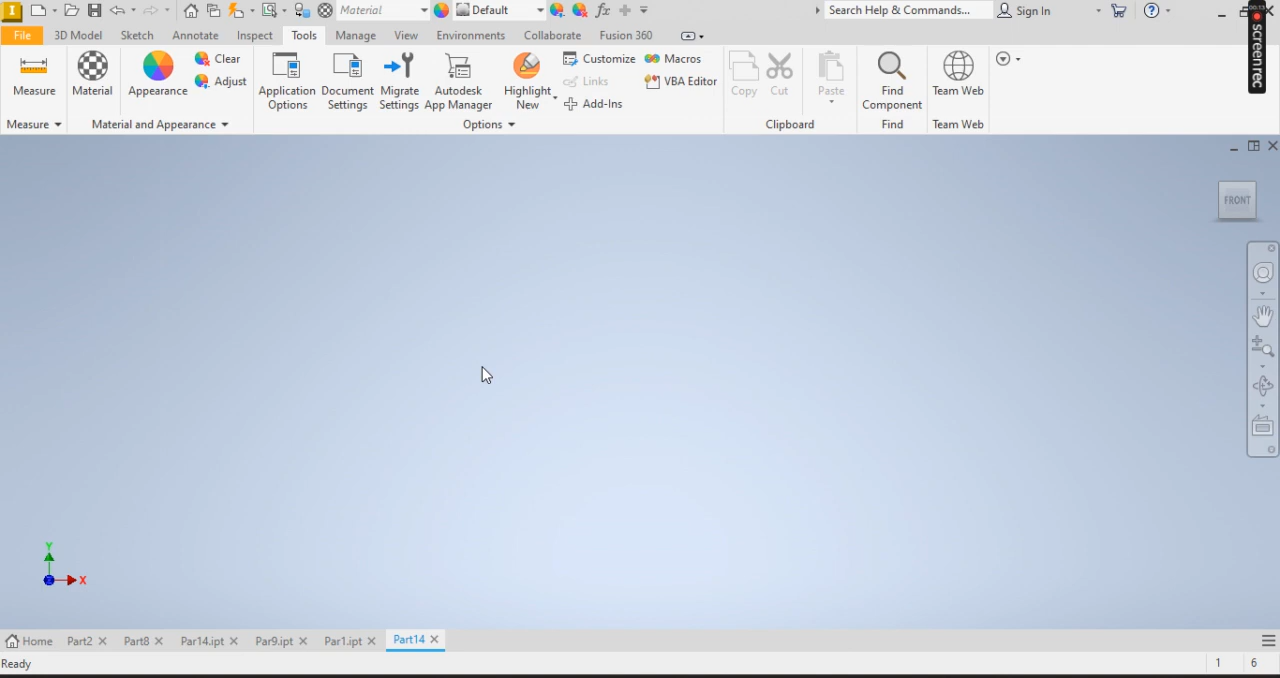 I Material Default fx Search Help & Commands... Sign In
File 3D Model Sketch Annotate Inspect Tools Manage View Environments Collaborate Fusion 360
Clear Customize Macros
Adjust Links VBA Editor
Measure Material Appearance Application Options Document Settings Migrate Settings Autodesk App Manager Highlight New Add-Ins Copy Cut Paste Find Component Team Web
Measure Material and Appearance Options Clipboard Find Team Web
00:13
screenrec
FRONT
Y
X
Home Part2 Part8 Par14.ipt Par9.ipt Par1.ipt Part14
Ready 1 6